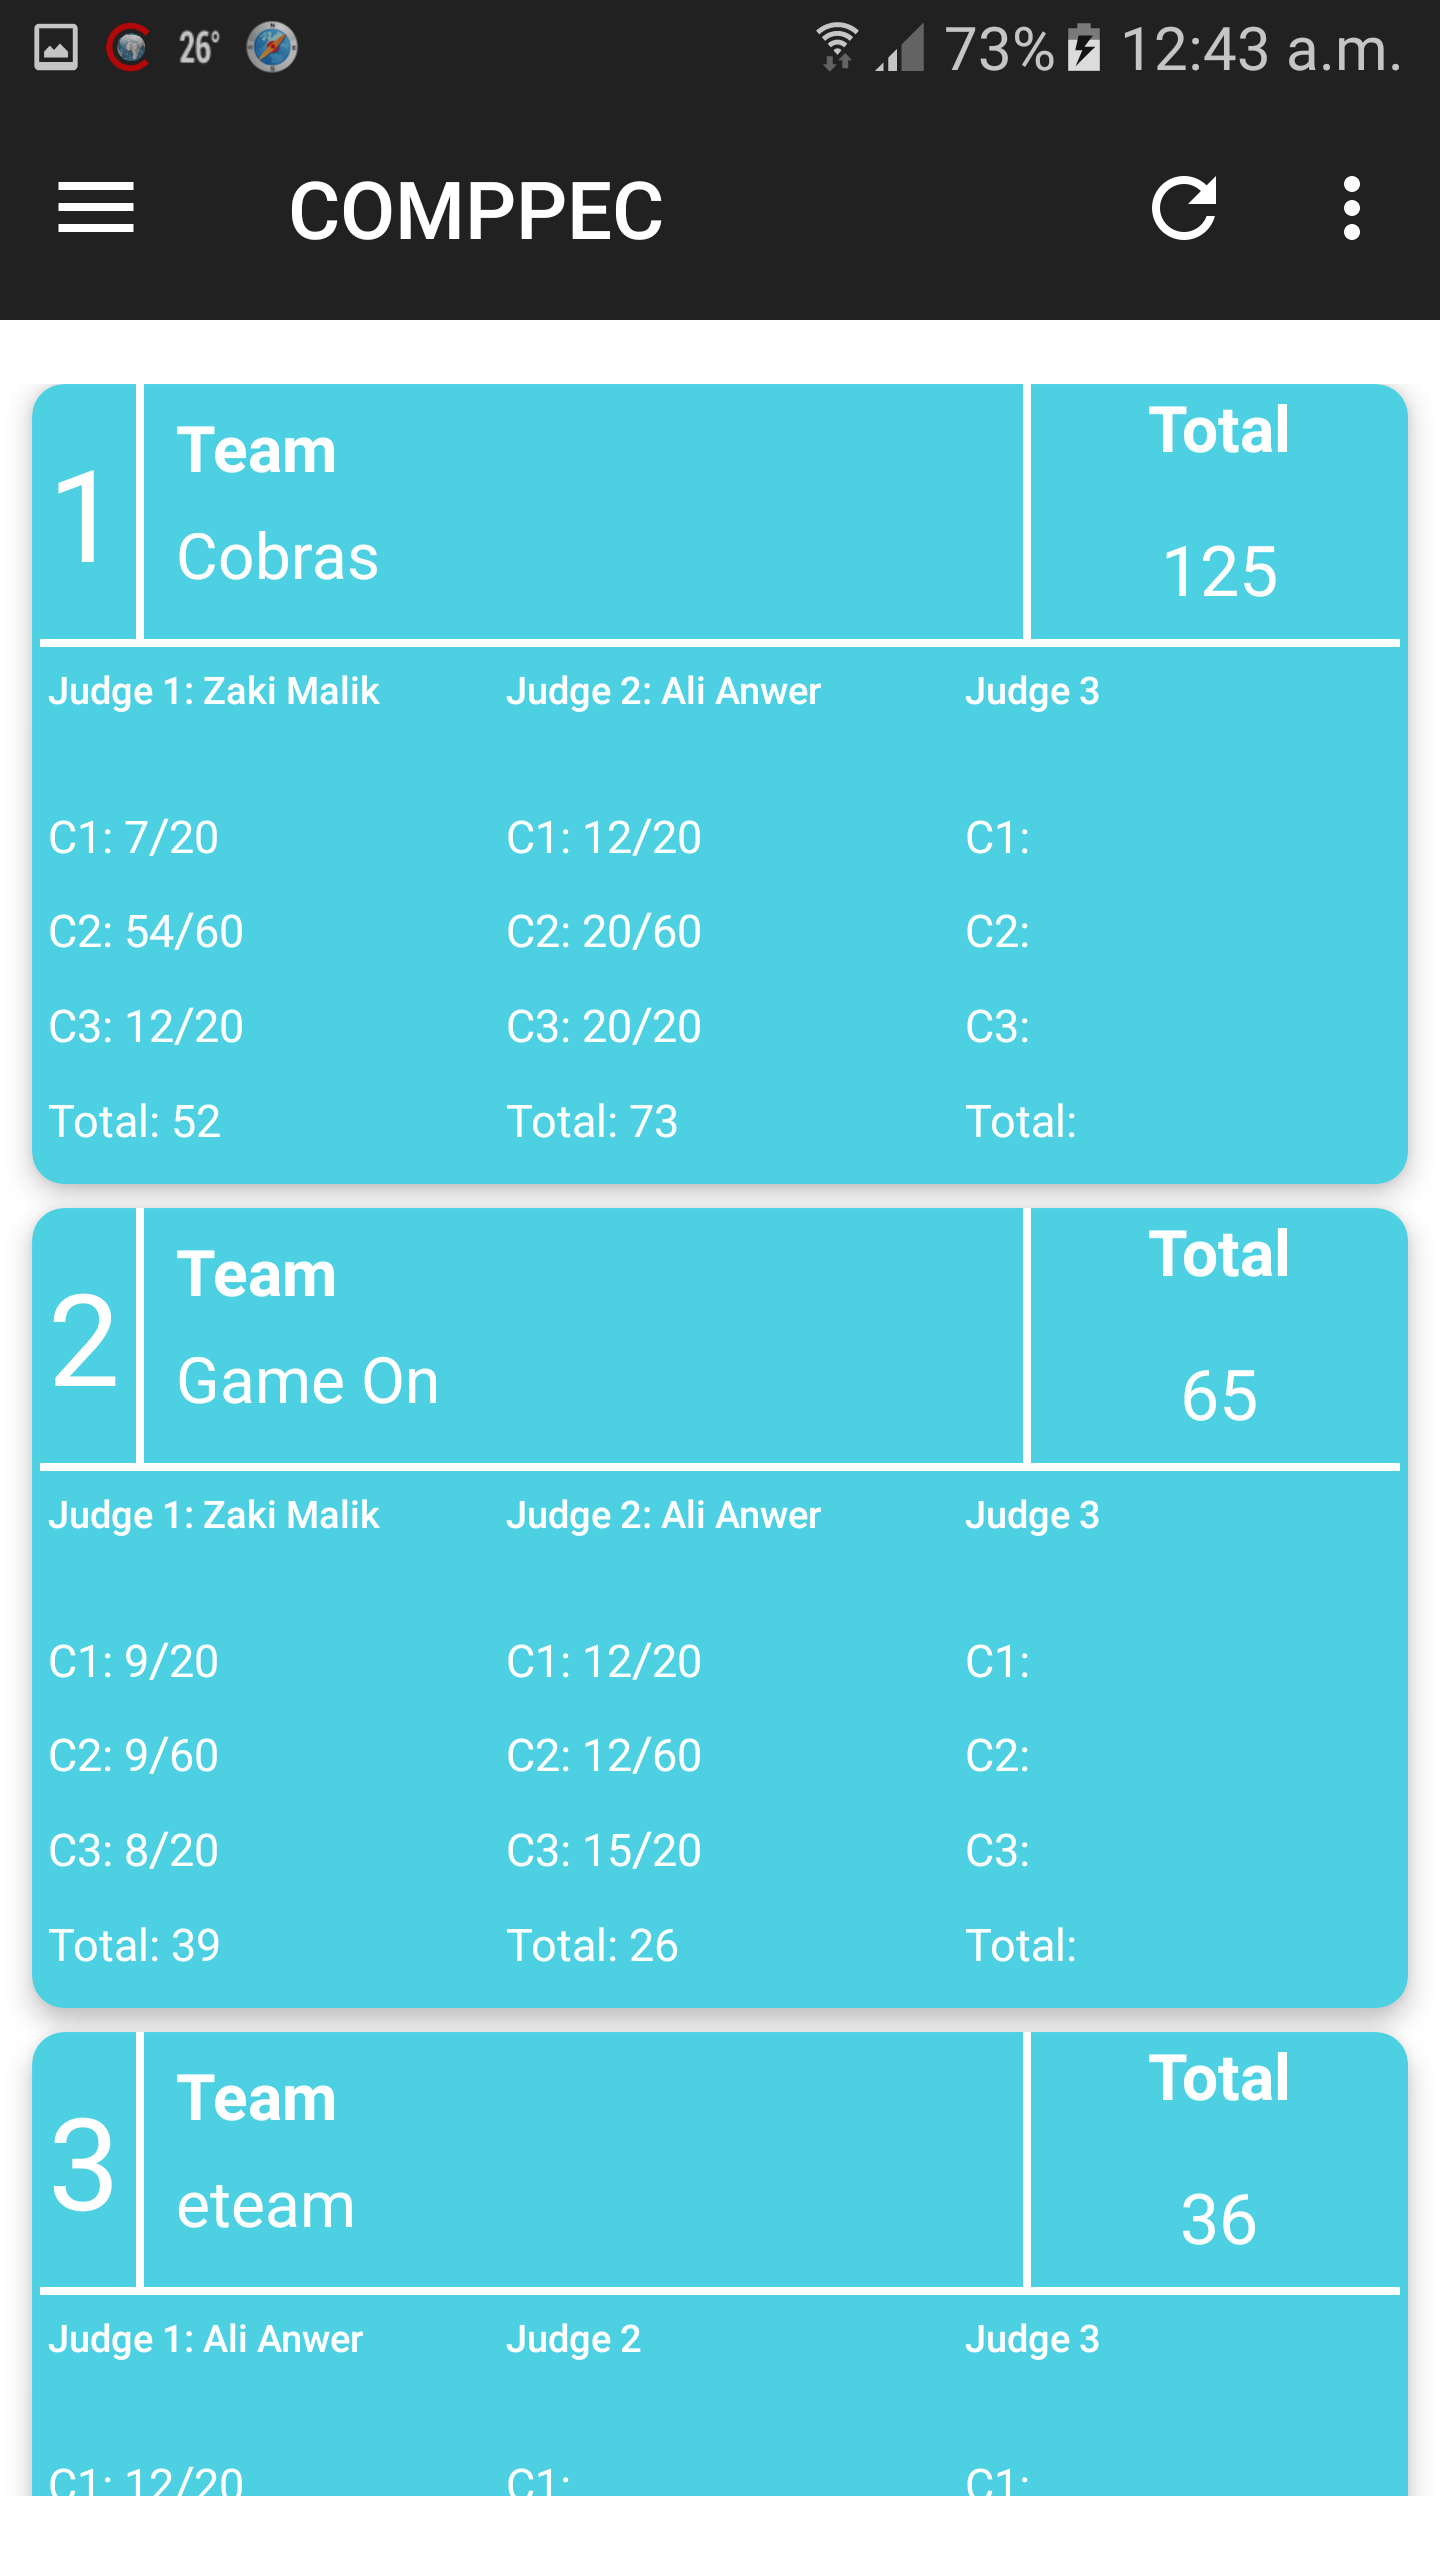 26° 73% 12:43 a.m.
COMPPEC
1 Team Total
Cobras 125
Judge 1: Zaki Malik Judge 2: Ali Anwer Judge 3
C1: 7/20 C1: 12/20 C1:
C2: 54/60 C2: 20/60 C2:
C3: 12/20 C3: 20/20 C3:
Total: 52 Total: 73 Total:
2 Team Total
Game On 65
Judge 1: Zaki Malik Judge 2: Ali Anwer Judge 3
C1: 9/20 C1: 12/20 C1:
C2: 9/60 C2: 12/60 C2:
C3: 8/20 C3: 15/20 C3:
Total: 39 Total: 26 Total:
3 Team Total
eteam 36
Judge 1: Ali Anwer Judge 2 Judge 3
C1: 12/20 C1: C1: